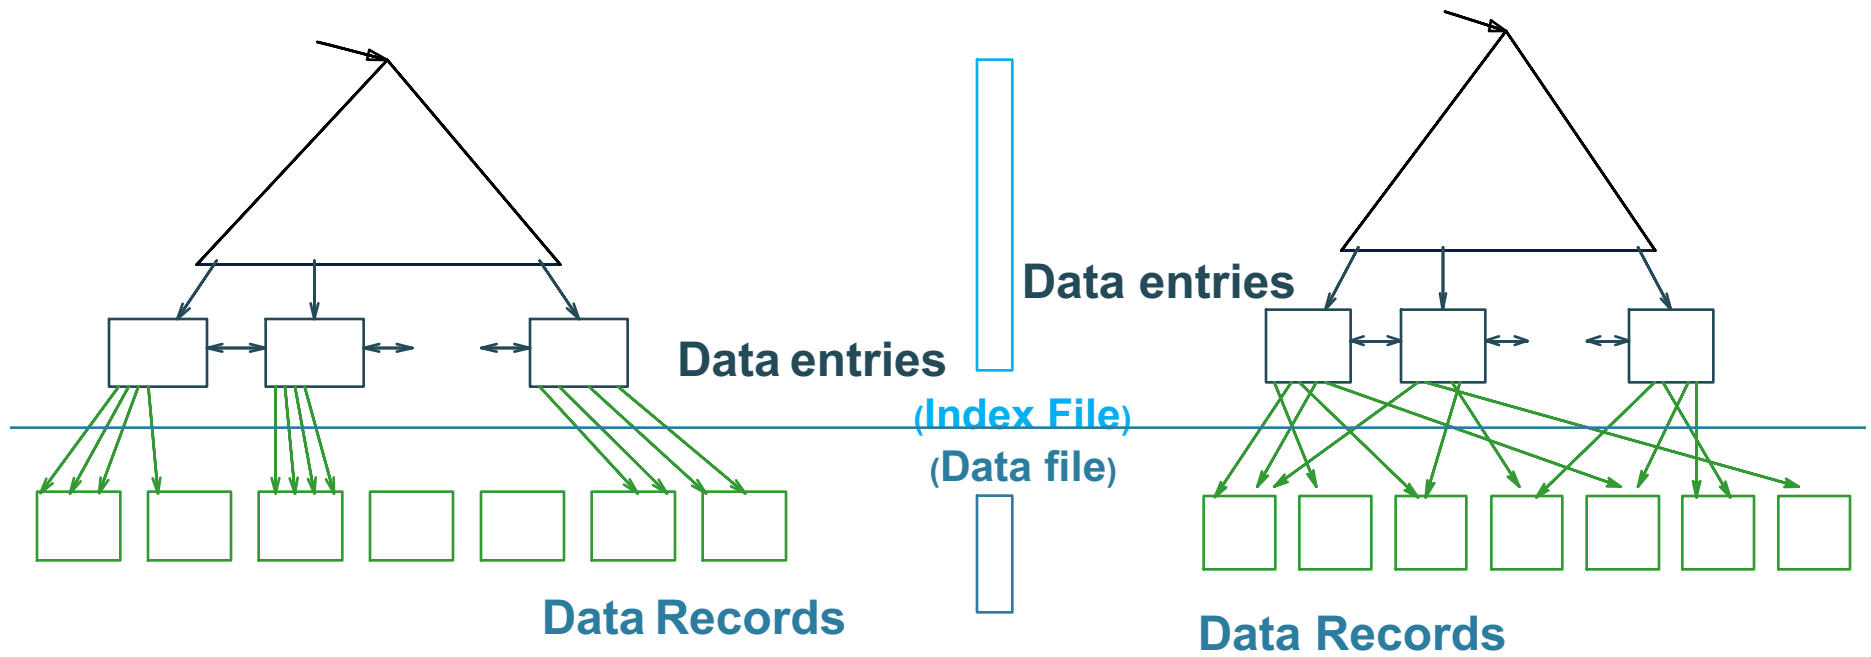 Data entries
Data entries
(Index File)
(Data file)
Data Records
Data Records